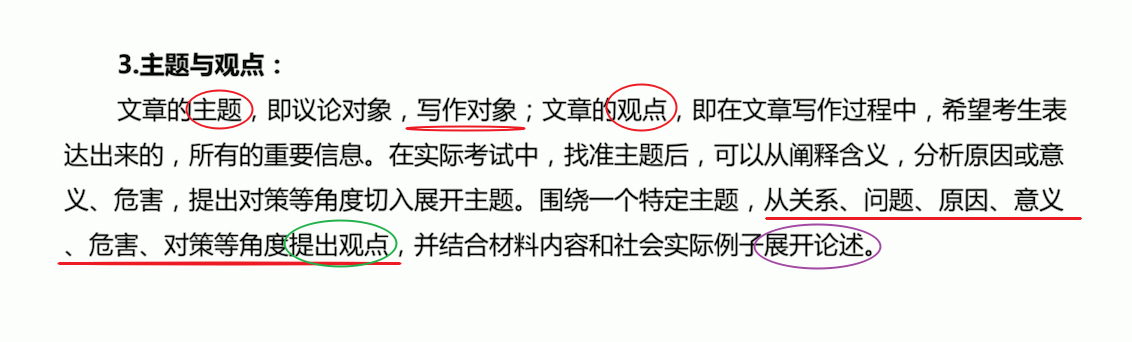 3.主题与观点：
文章的主题，即议论对象，写作对象；文章的观点，即在文章写作过程中，希望考生表
达出来的，所有的重要信息。在实际考试中，找准主题后，可以从阐释含义，分析原因或意
义、危害，提出对策等角度切入展开主题。围绕一个特定主题，从关系、问题、原因、意义
、危害、对策等角度提出观点，并结合材料内容和社会实际例子展开论述。